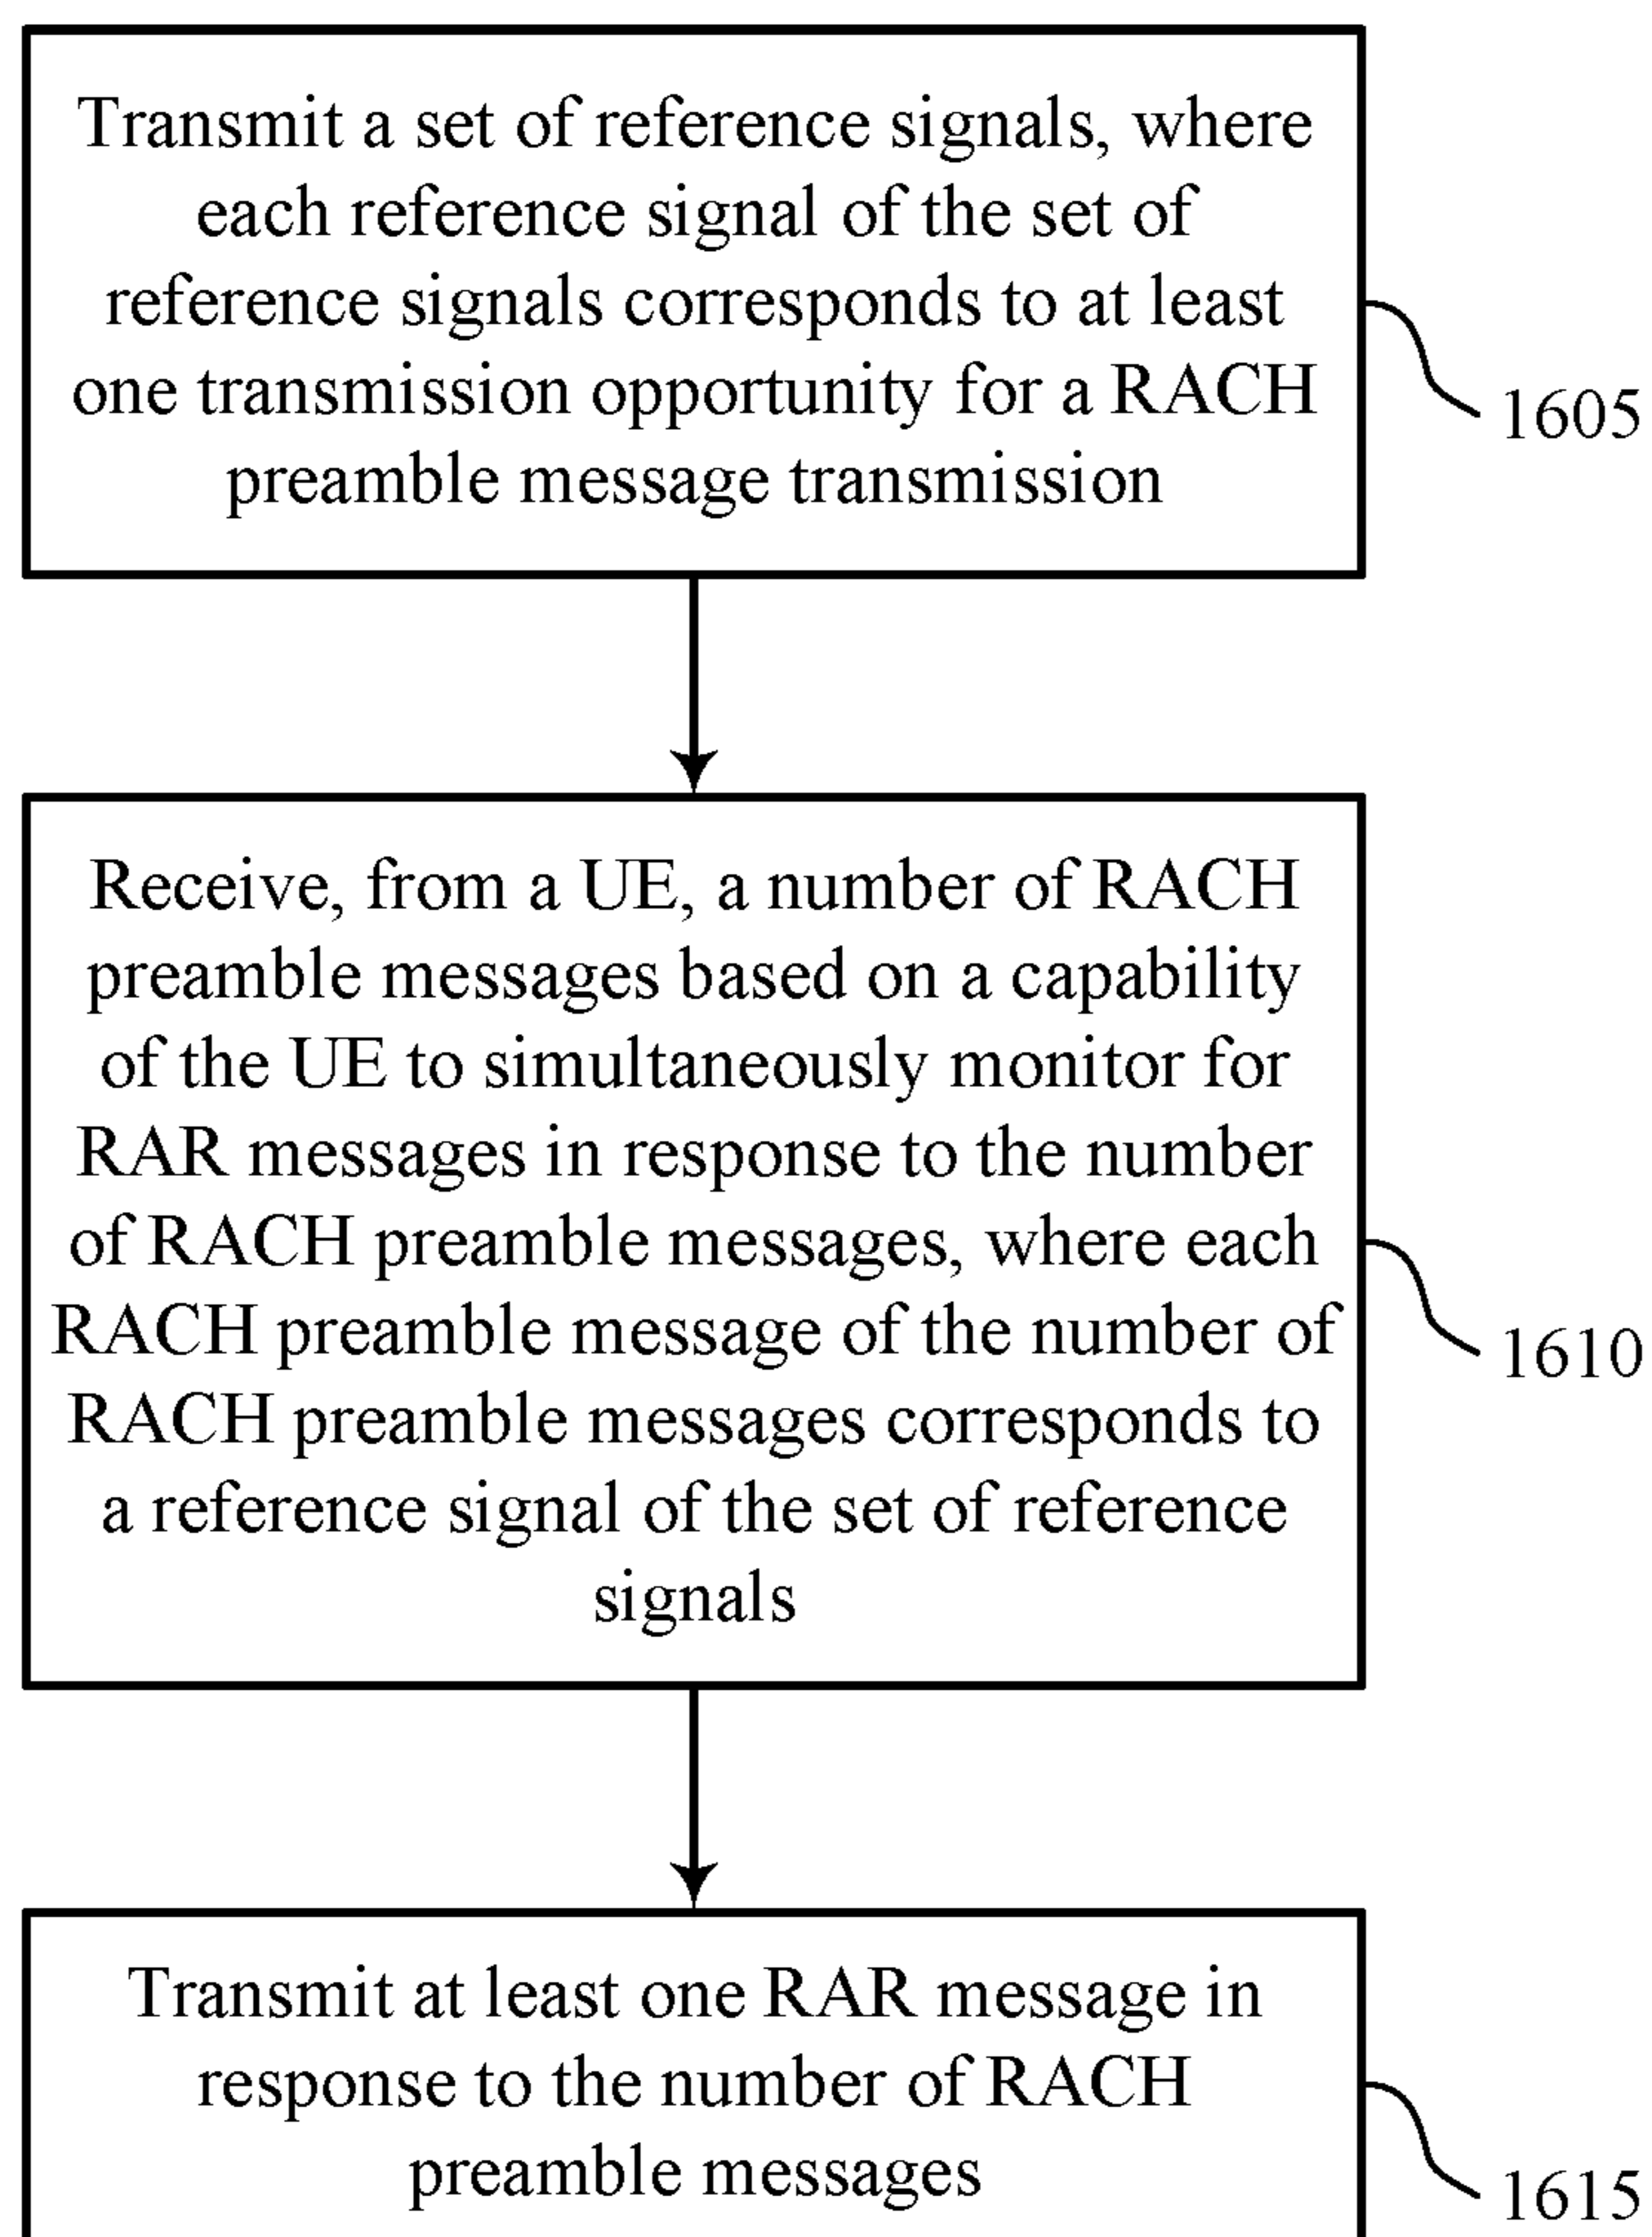 Transmit a set of reference signals, where
each reference signal of the set of
reference signals corresponds to at least
one transmission opportunity for a RACH
preamble message transmission
1605
Receive, from a UE, a number of RACH
preamble messages based on a capability
of the UE to simultaneously monitor for
RAR messages in response to the number
of RACH preamble messages, where each
RACH preamble message of the number of
RACH preamble messages corresponds to
a reference signal of the set of reference
signals
1610
Transmit at least one RAR message in
response to the number of RACH
preamble messages
1615